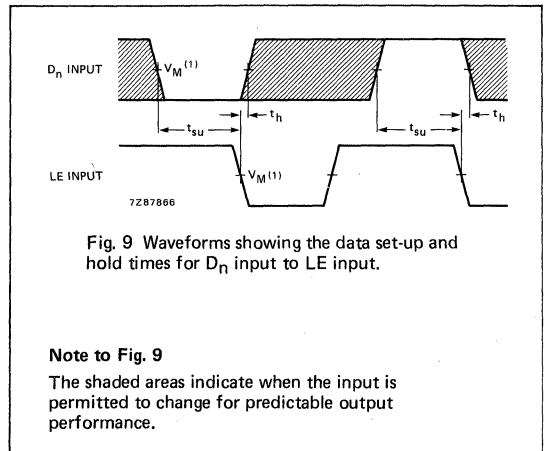 Dn INPUT
VM(1)
tsu
th
tsu
th
LE INPUT
VM(1)
7Z87866
Fig. 9 Waveforms showing the data set-up and
hold times for Dn input to LE input.
Note to Fig. 9
The shaded areas indicate when the input is
permitted to change for predictable output
performance.